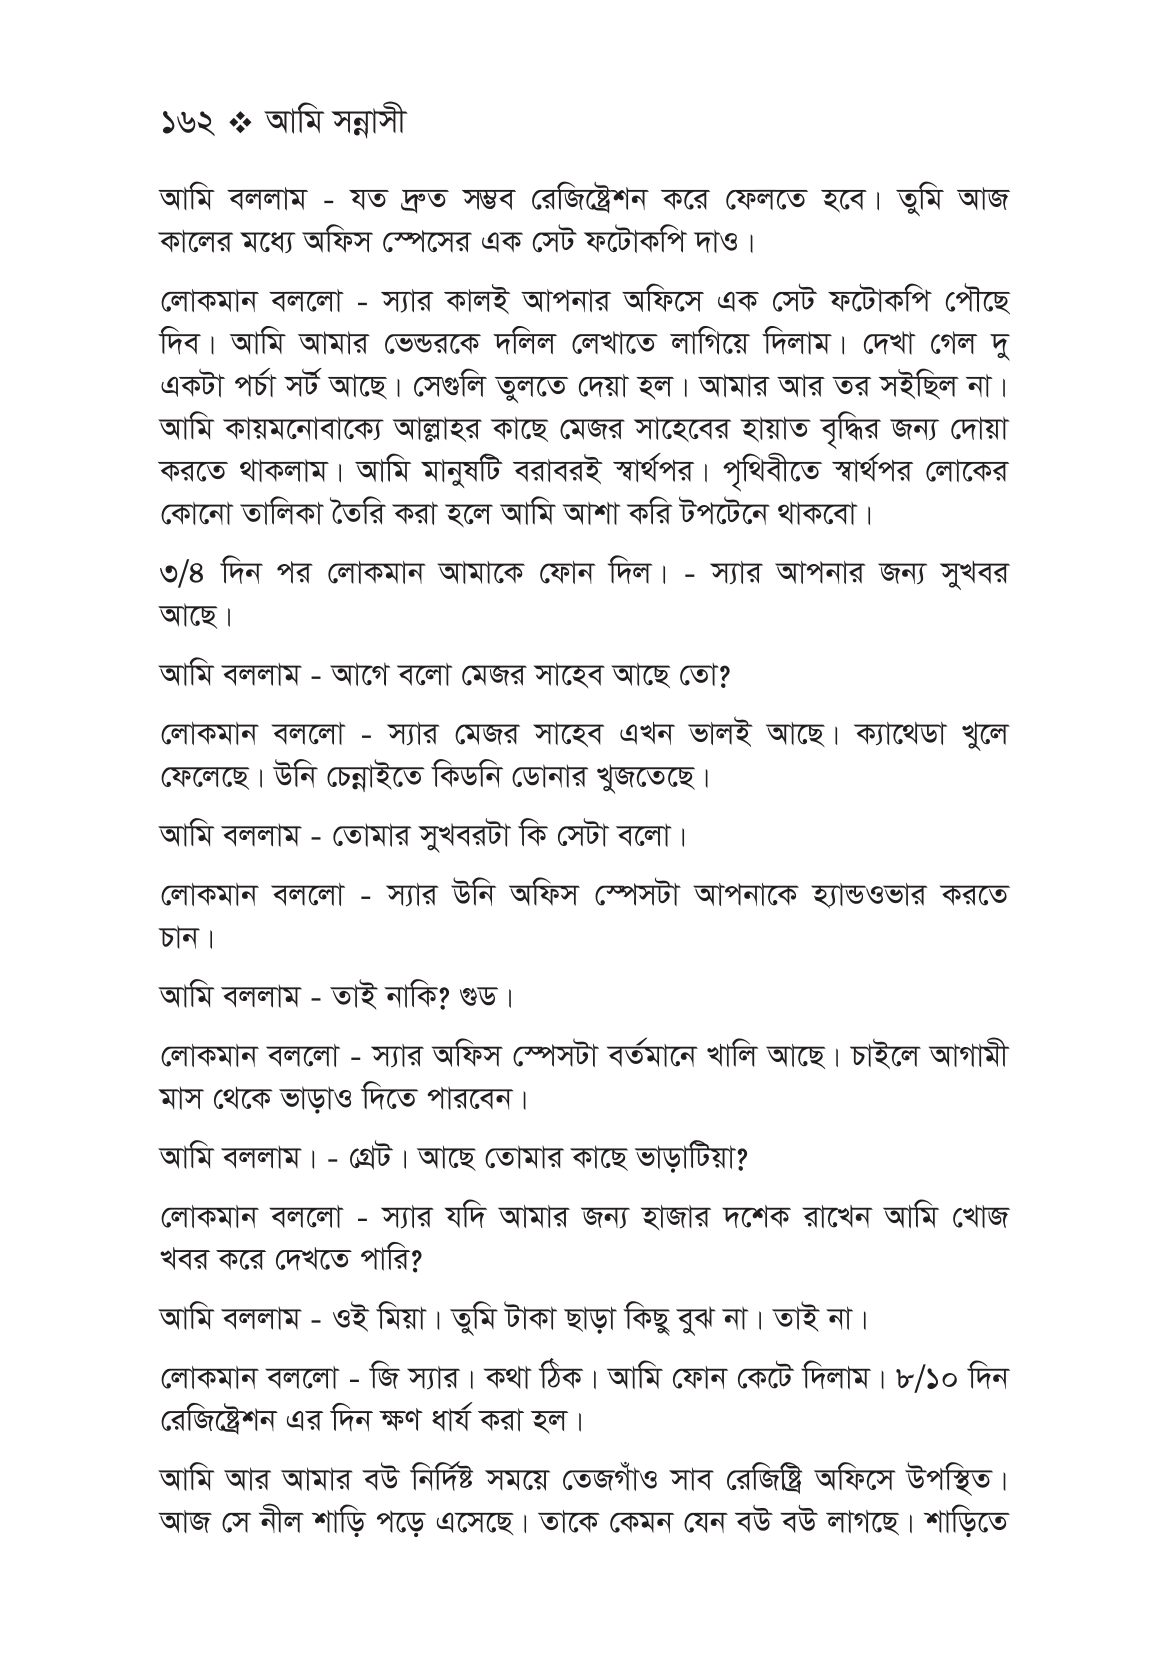 ১৬২ ❖ আমি সন্নাসী
আমি বললাম - যত দ্রুত সম্ভব রেজিষ্ট্রেশন করে ফেলতে হবে। তুমি আজ
কালের মধ্যে অফিস স্পেসের এক সেট ফটোকপি দাও।
লোকমান বললো - স্যার কালই আপনার অফিসে এক সেট ফটোকপি পৌছে
দিব। আমি আমার ভেন্ডরকে দলিল লেখাতে লাগিয়ে দিলাম। দেখা গেল দু
একটা পর্চা সর্ট আছে। সেগুলি তুলতে দেয়া হল। আমার আর তর সইছিল না।
আমি কায়মনোবাক্যে আল্লাহর কাছে মেজর সাহেবের হায়াত বৃদ্ধির জন্য দোয়া
করতে থাকলাম। আমি মানুষটি বরাবরই স্বার্থপর। পৃথিবীতে স্বার্থপর লোকের
কোনো তালিকা তৈরি করা হলে আমি আশা করি টপটেনে থাকবো।
৩/৪ দিন পর লোকমান আমাকে ফোন দিল। - স্যার আপনার জন্য সুখবর
আছে।
আমি বললাম - আগে বলো মেজর সাহেব আছে তো?
লোকমান বললো - স্যার মেজর সাহেব এখন ভালই আছে। ক্যাথেডা খুলে
ফেলেছে। উনি চেন্নাইতে কিডনি ডোনার খুজতেছে।
আমি বললাম - তোমার সুখবরটা কি সেটা বলো।
লোকমান বললো - স্যার উনি অফিস স্পেসটা আপনাকে হ্যান্ডওভার করতে
চান।
আমি বললাম - তাই নাকি? গুড।
লোকমান বললো - স্যার অফিস স্পেসটা বর্তমানে খালি আছে। চাইলে আগামী
মাস থেকে ভাড়াও দিতে পারবেন।
আমি বললাম। - গ্রেট। আছে তোমার কাছে ভাড়াটিয়া?
লোকমান বললো - স্যার যদি আমার জন্য হাজার দশেক রাখেন আমি খোজ
খবর করে দেখতে পারি?
আমি বললাম - ওই মিয়া। তুমি টাকা ছাড়া কিছু বুঝ না। তাই না।
লোকমান বললো - জি স্যার। কথা ঠিক। আমি ফোন কেটে দিলাম। ৮/১০ দিন
রেজিষ্ট্রেশন এর দিন ক্ষণ ধার্য করা হল।
আমি আর আমার বউ নির্দিষ্ট সময়ে তেজগাঁও সাব রেজিষ্ট্রি অফিসে উপস্থিত।
আজ সে নীল শাড়ি পড়ে এসেছে। তাকে কেমন যেন বউ বউ লাগছে। শাড়িতে